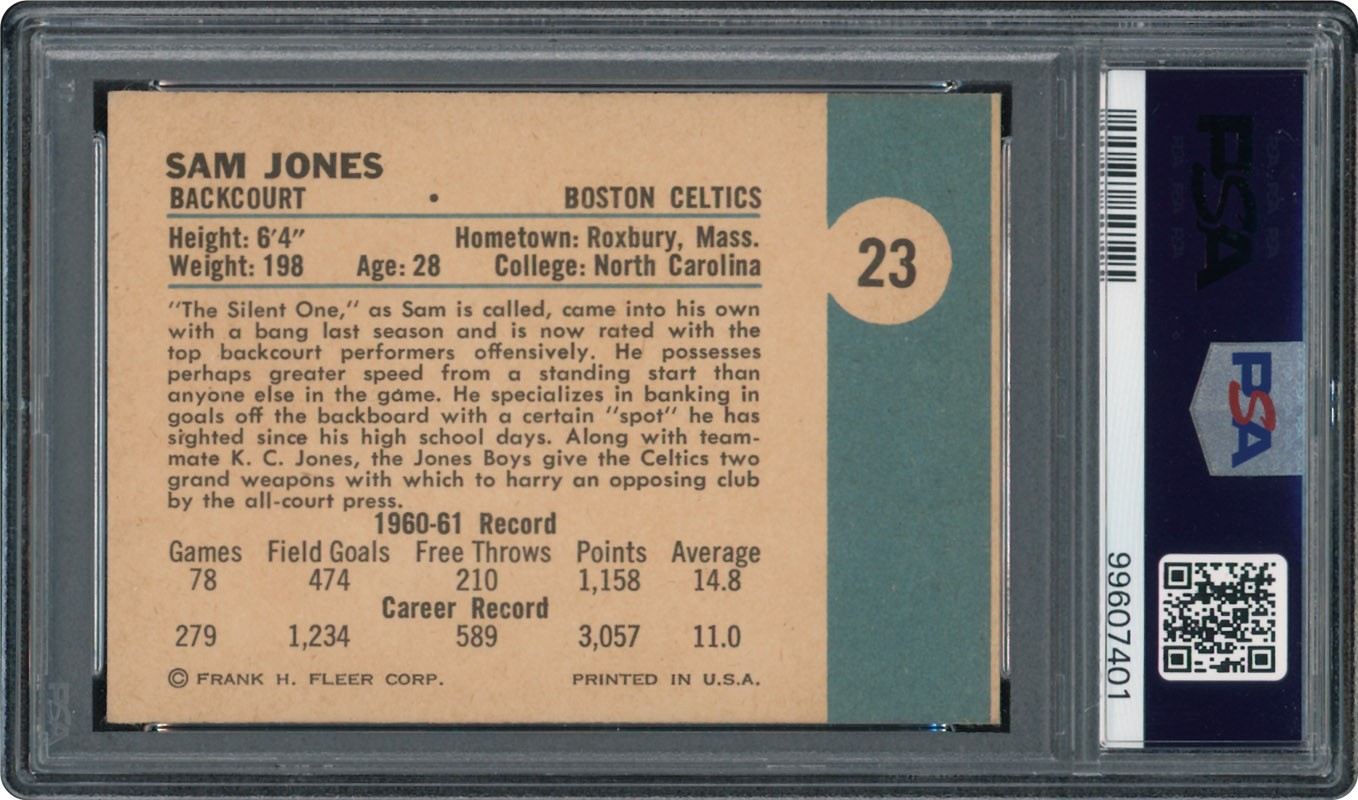 SAM JONES
BACKCOURT • BOSTON CELTICS
Height: 6'4" Hometown: Roxbury, Mass.
Weight: 198 Age: 28 College: North Carolina
"The Silent One," as Sam is called, came into his own
with a bang last season and is now rated with the
top backcourt performers offensively. He possesses
perhaps greater speed from a standing start than
anyone else in the game. He specializes in banking in
goals off the backboard with a certain "spot" he has
sighted since his high school days. Along with team-
mate K. C. Jones, the Jones Boys give the Celtics two
grand weapons with which to harry an opposing club
by the all-court press.
1960-61 Record
Games Field Goals Free Throws Points Average
78 474 210 1,158 14.8
Career Record
279 1,234 589 3,057 11.0
© FRANK H. FLEER CORP. PRINTED IN U.S.A.
23
PSA
PSA
99607401
PSA